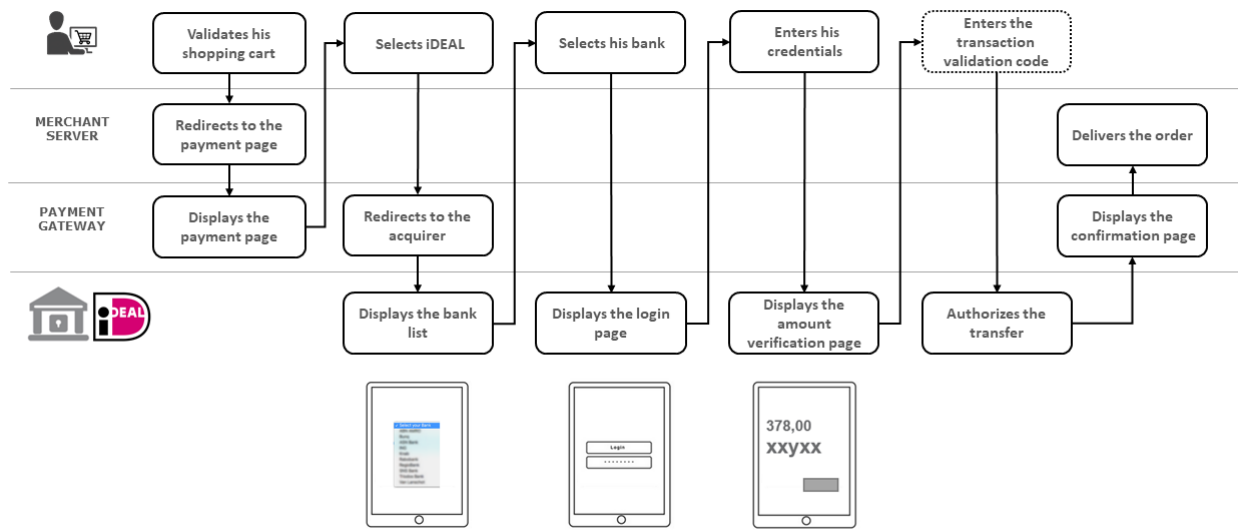 Validates his
shopping cart
Selects iDEAL
Selects his bank
Enters his
credentials
Enters the
transaction
validation code
MERCHANT
SERVER
Redirects to the
payment page
Delivers the order
PAYMENT
GATEWAY
Displays the
payment page
Redirects to the
acquirer
Displays the
confirmation page
iDEAL
Displays the bank
list
Displays the login
page
Displays the
amount
verification page
Authorizes the
transfer
Select your Bank
Login
378,00
xxyxx